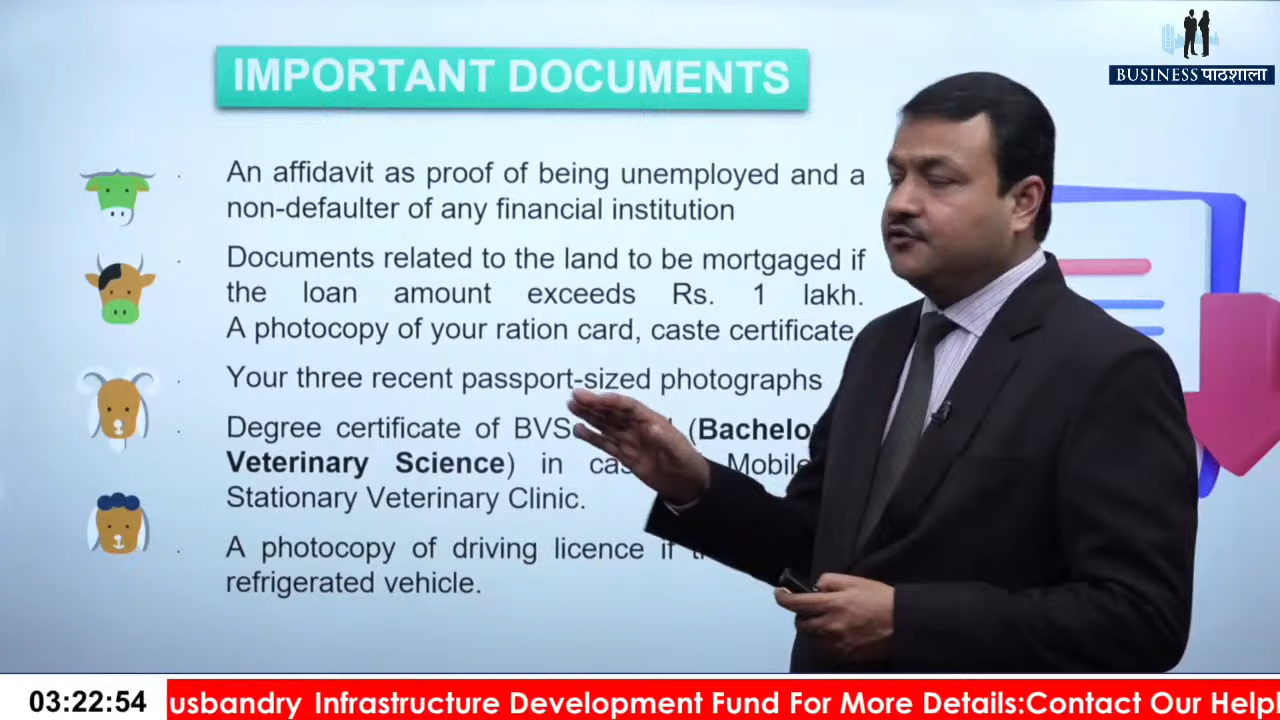 BUSINESS पाठशाला
IMPORTANT DOCUMENTS
An affidavit as proof of being unemployed and a
non-defaulter of any financial institution
Documents related to the land to be mortgaged if
the loan amount exceeds Rs. 1 lakh.
A photocopy of your ration card, caste certificate
Your three recent passport-sized photographs
Degree certificate of (
Veterinary Science) in
Stationary Veterinary Clinic.
A photocopy of driving licence if
refrigerated vehicle.
03:22:54 Infrastructure Development Fund For More Details:Contact Our